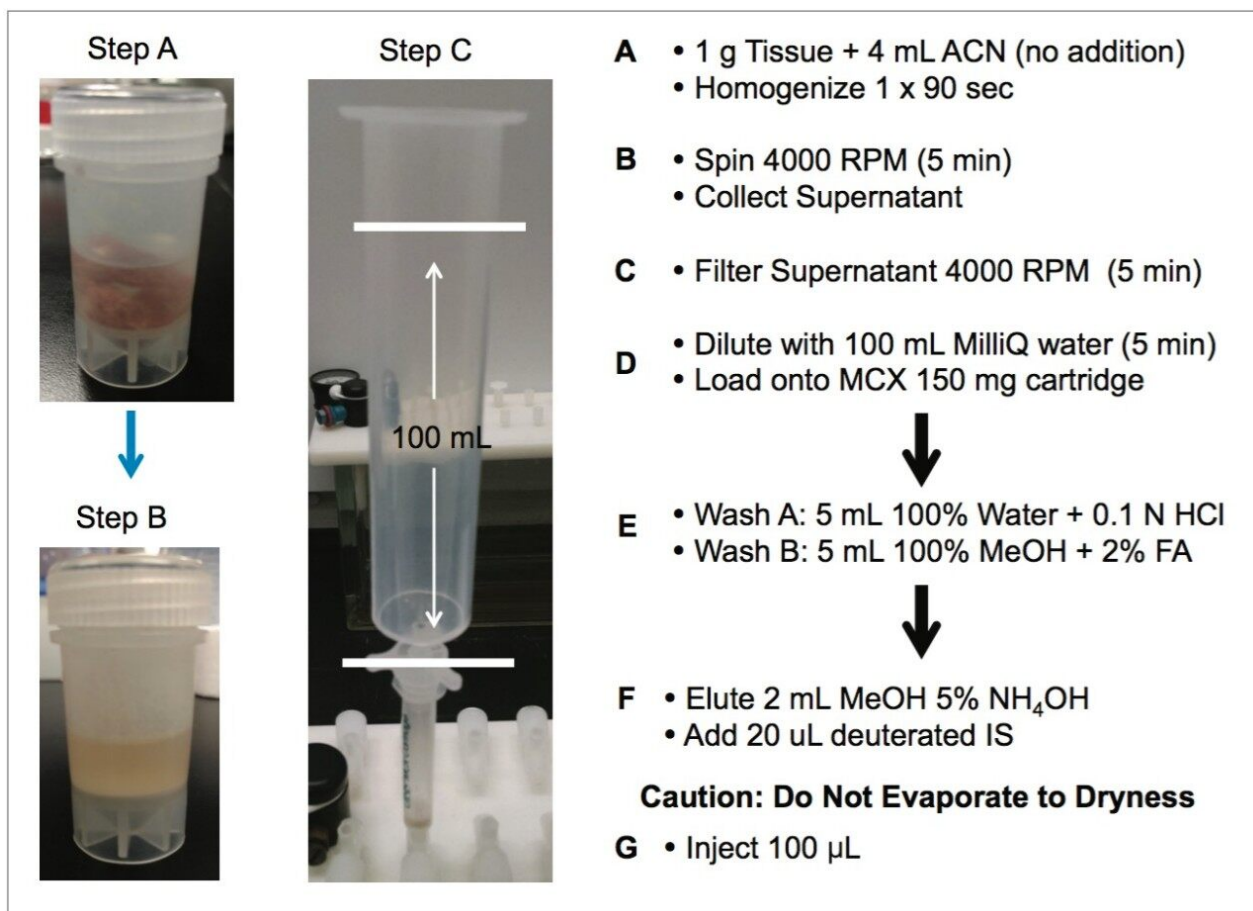 Step A
Step B
Step C
100 mL
A • 1 g Tissue + 4 mL ACN (no addition)
• Homogenize 1 x 90 sec
B • Spin 4000 RPM (5 min)
• Collect Supernatant
C • Filter Supernatant 4000 RPM (5 min)
D • Dilute with 100 mL MilliQ water (5 min)
• Load onto MCX 150 mg cartridge
E • Wash A: 5 mL 100% Water + 0.1 N HCl
• Wash B: 5 mL 100% MeOH + 2% FA
F • Elute 2 mL MeOH 5% NH₄OH
• Add 20 uL deuterated IS
Caution: Do Not Evaporate to Dryness
G • Inject 100 µL